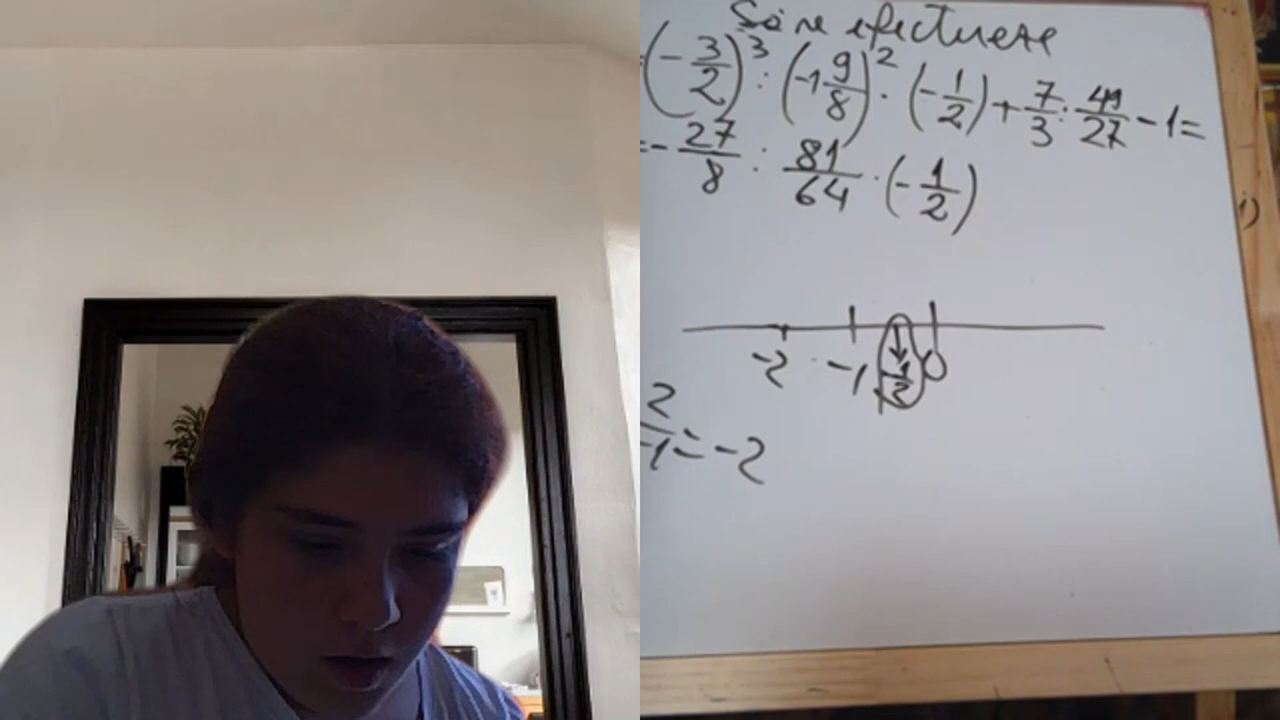 Să se efectueze
(-3/2)³ : (-1 9/8)² · (-1/2) + 7/3 : 49/27 - 1 =
= - 27/8 : 81/64 · (-1/2)
-2 -1 -1/2 0
2/-1 = -2